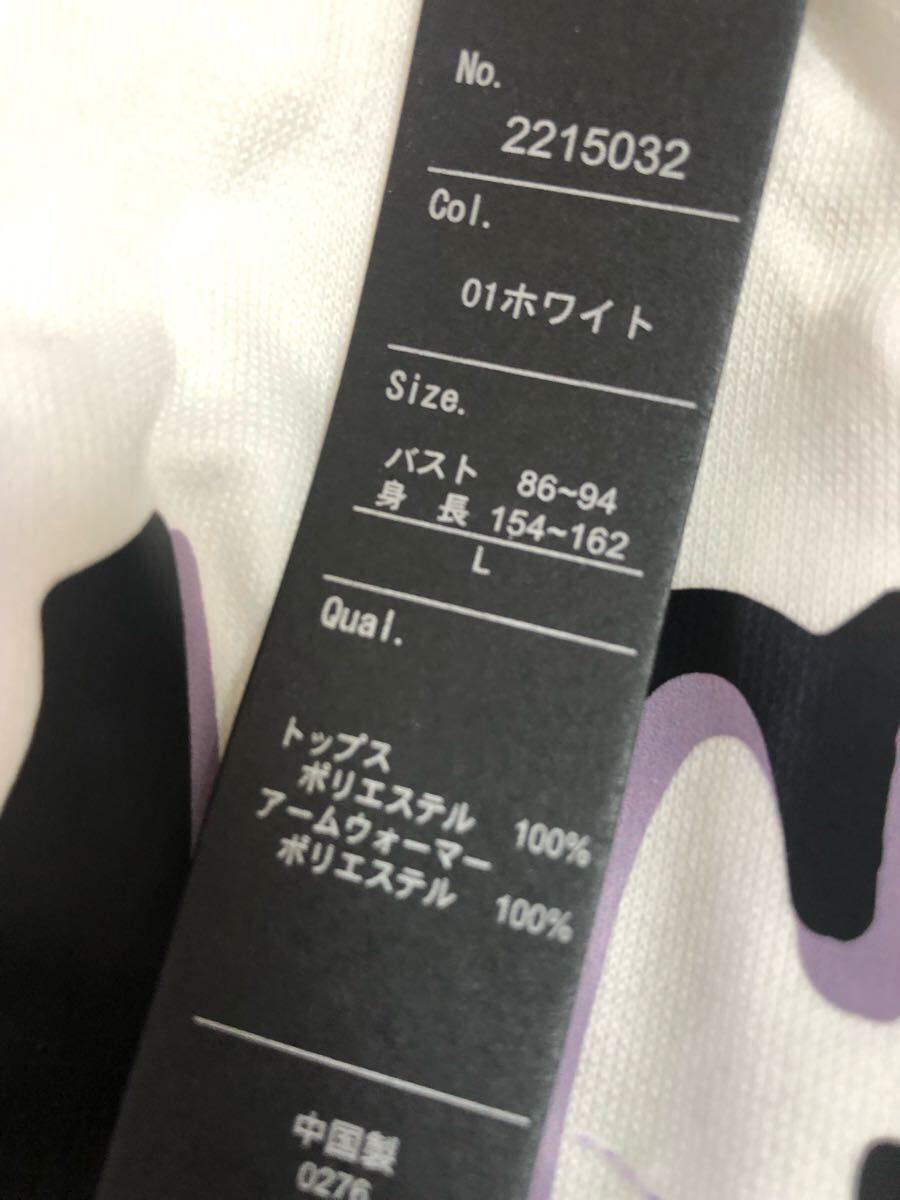 No.
2215032
Col.
01ホワイト
Size.
バスト 86~94
身 長 154~162
L
Qual.
トップス
ポリエステル 100%
アームウォーマー
ポリエステル 100%
中国製
0276